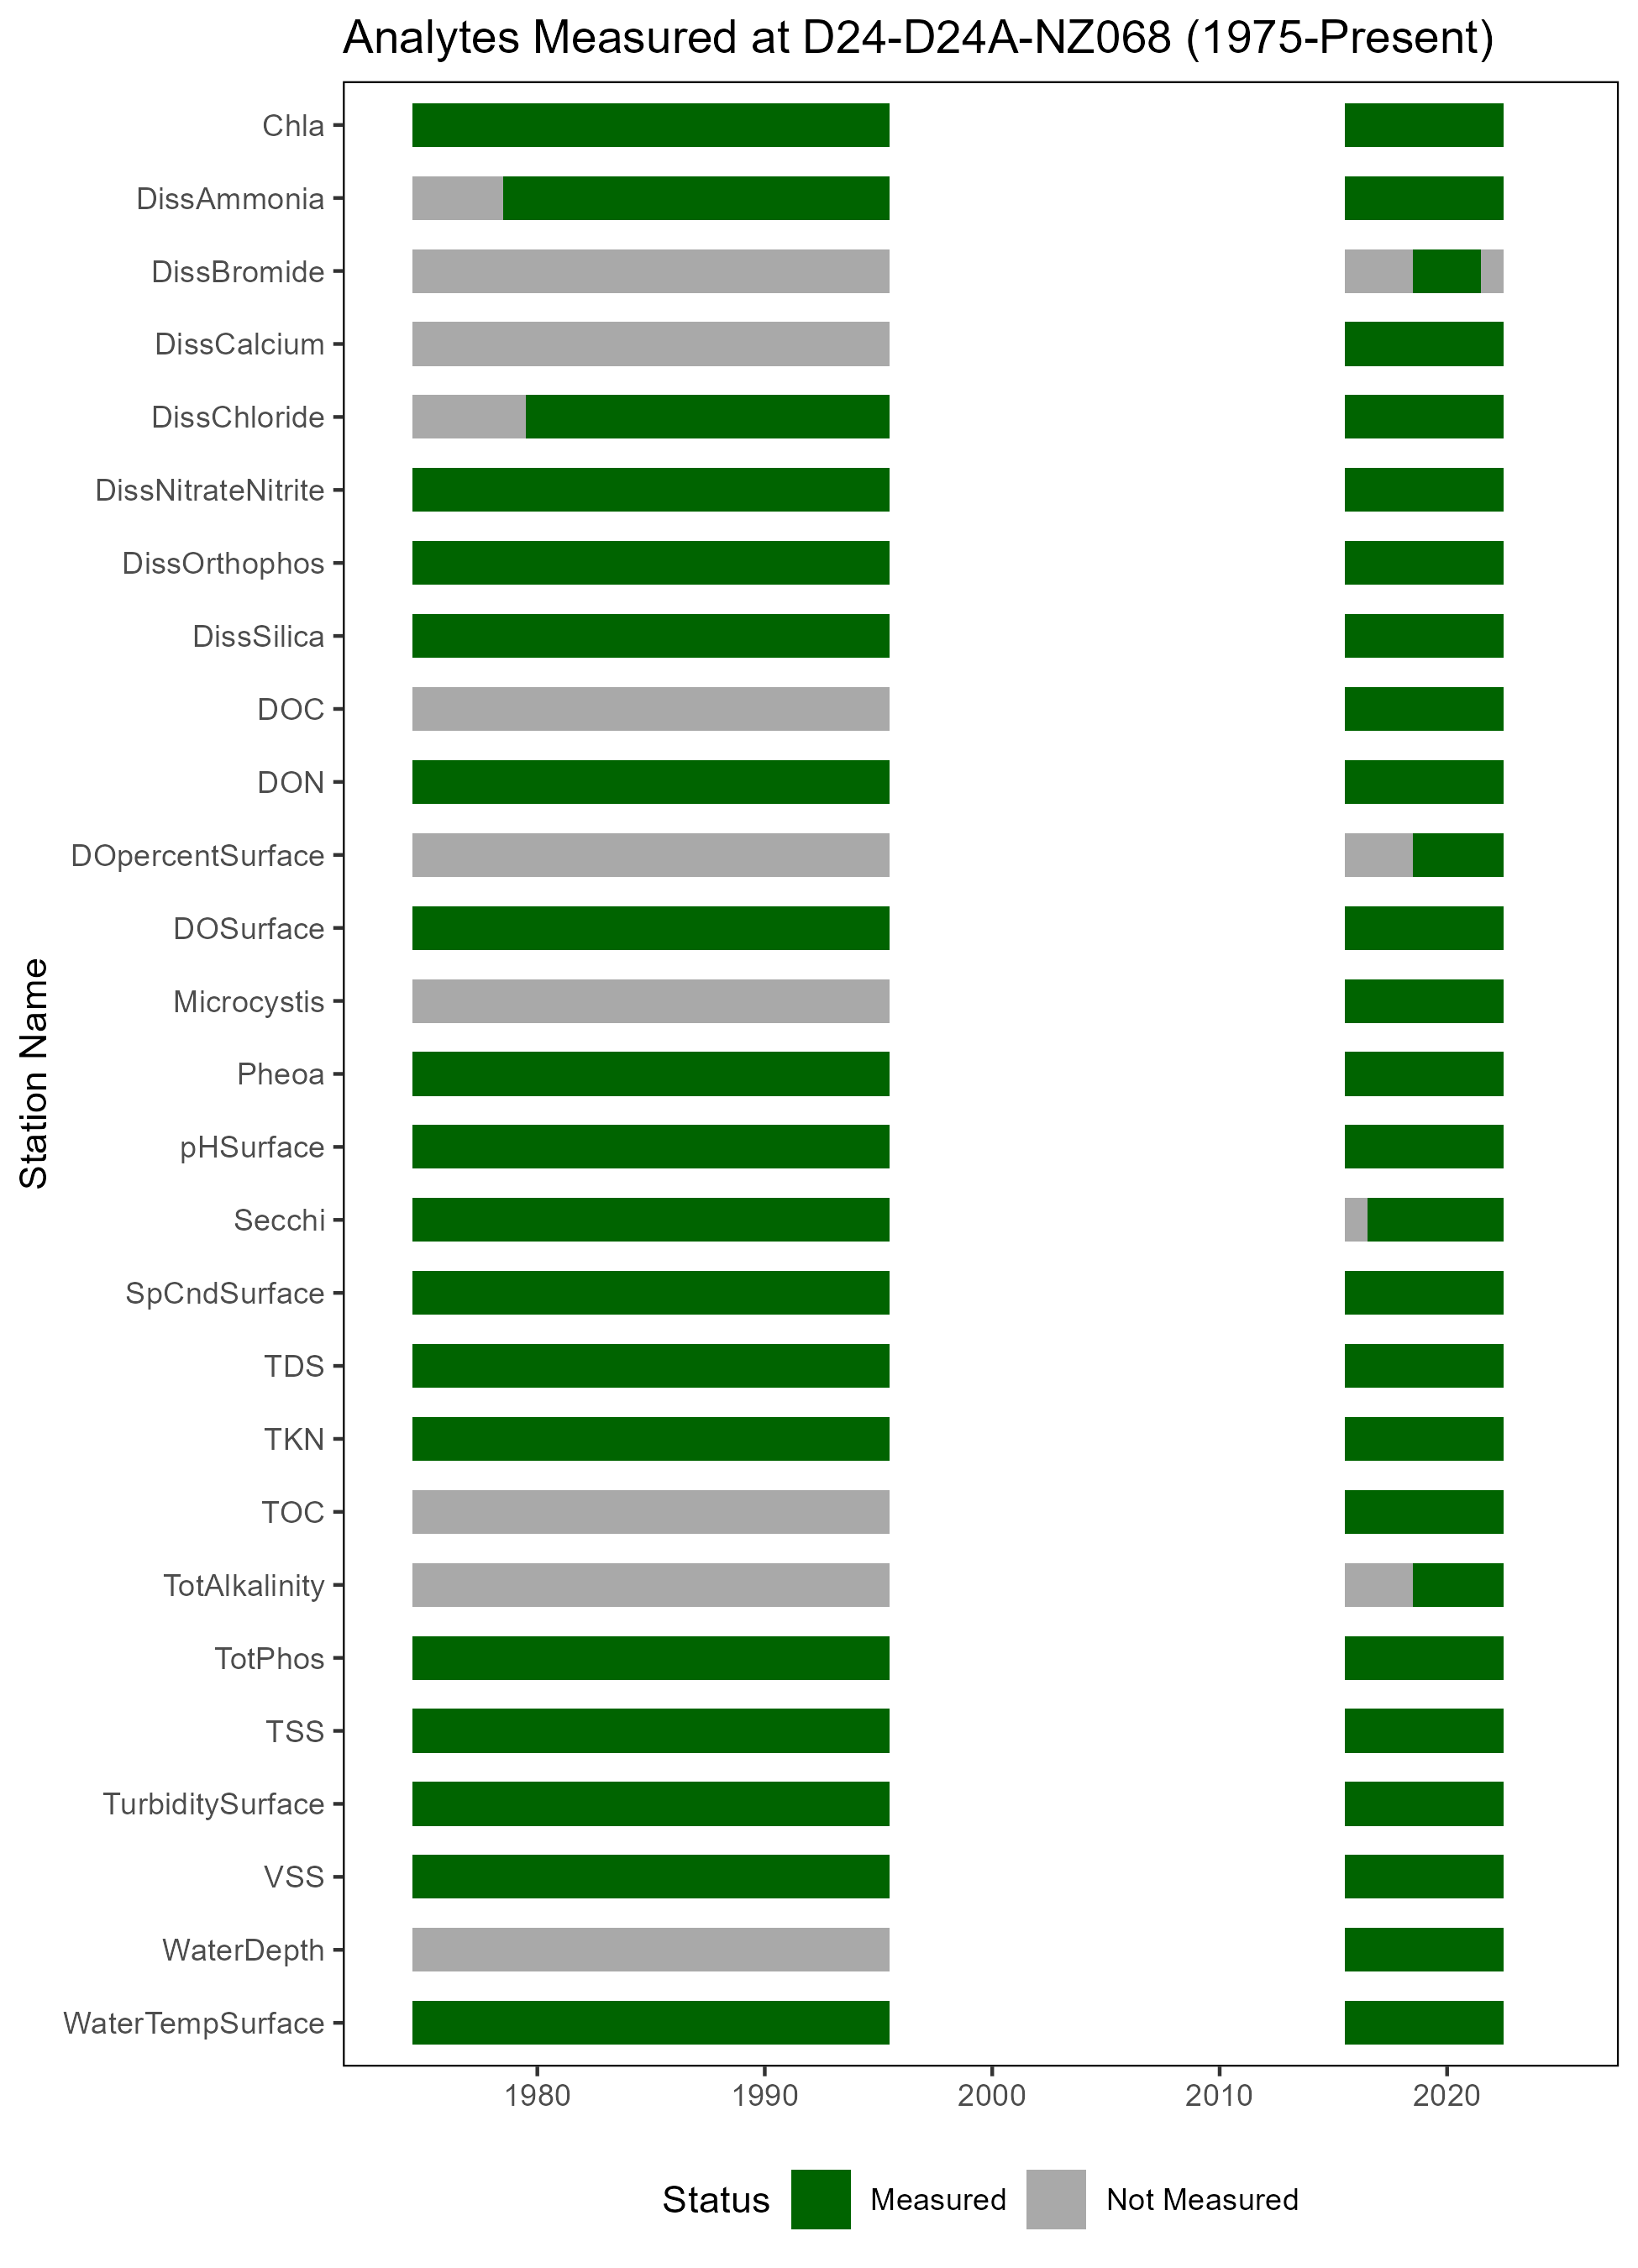 Analytes Measured at D24-D24A-NZ068 (1975-Present)
Station Name
Chla
DissAmmonia
DissBromide
DissCalcium
DissChloride
DissNitrateNitrite
DissOrthophos
DissSilica
DOC
DON
DOpercentSurface
DOSurface
Microcystis
Pheoa
pHSurface
Secchi
SpCndSurface
TDS
TKN
TOC
TotAlkalinity
TotPhos
TSS
TurbiditySurface
VSS
WaterDepth
WaterTempSurface
1980 1990 2000 2010 2020
Status Measured Not Measured